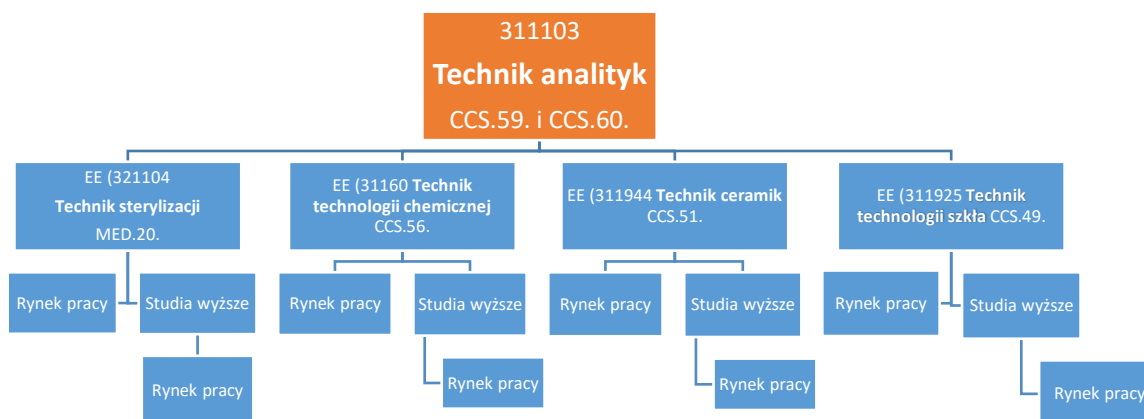 311103
Technik analityk
CCS.59. i CCS.60.
EE (321104
Technik sterylizacji
MED.20.
EE (31160 Technik
technologii chemicznej
CCS.56.
EE (311944 Technik ceramik
CCS.51.
EE (311925 Technik
technologii szkła CCS.49.
Rynek pracy
Studia wyższe
Rynek pracy
Rynek pracy
Studia wyższe
Rynek pracy
Rynek pracy
Studia wyższe
Rynek pracy
Rynek pracy
Studia wyższe
Rynek pracy